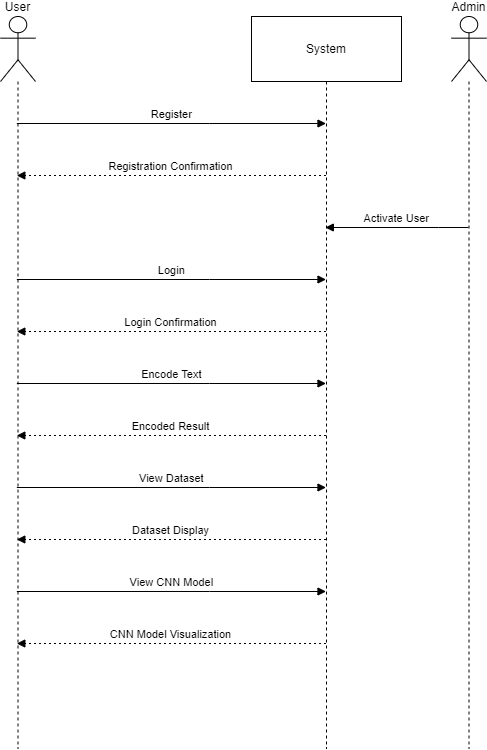 User
Admin
System
Register
Registration Confirmation
Activate User
Login
Login Confirmation
Encode Text
Encoded Result
View Dataset
Dataset Display
View CNN Model
CNN Model Visualization